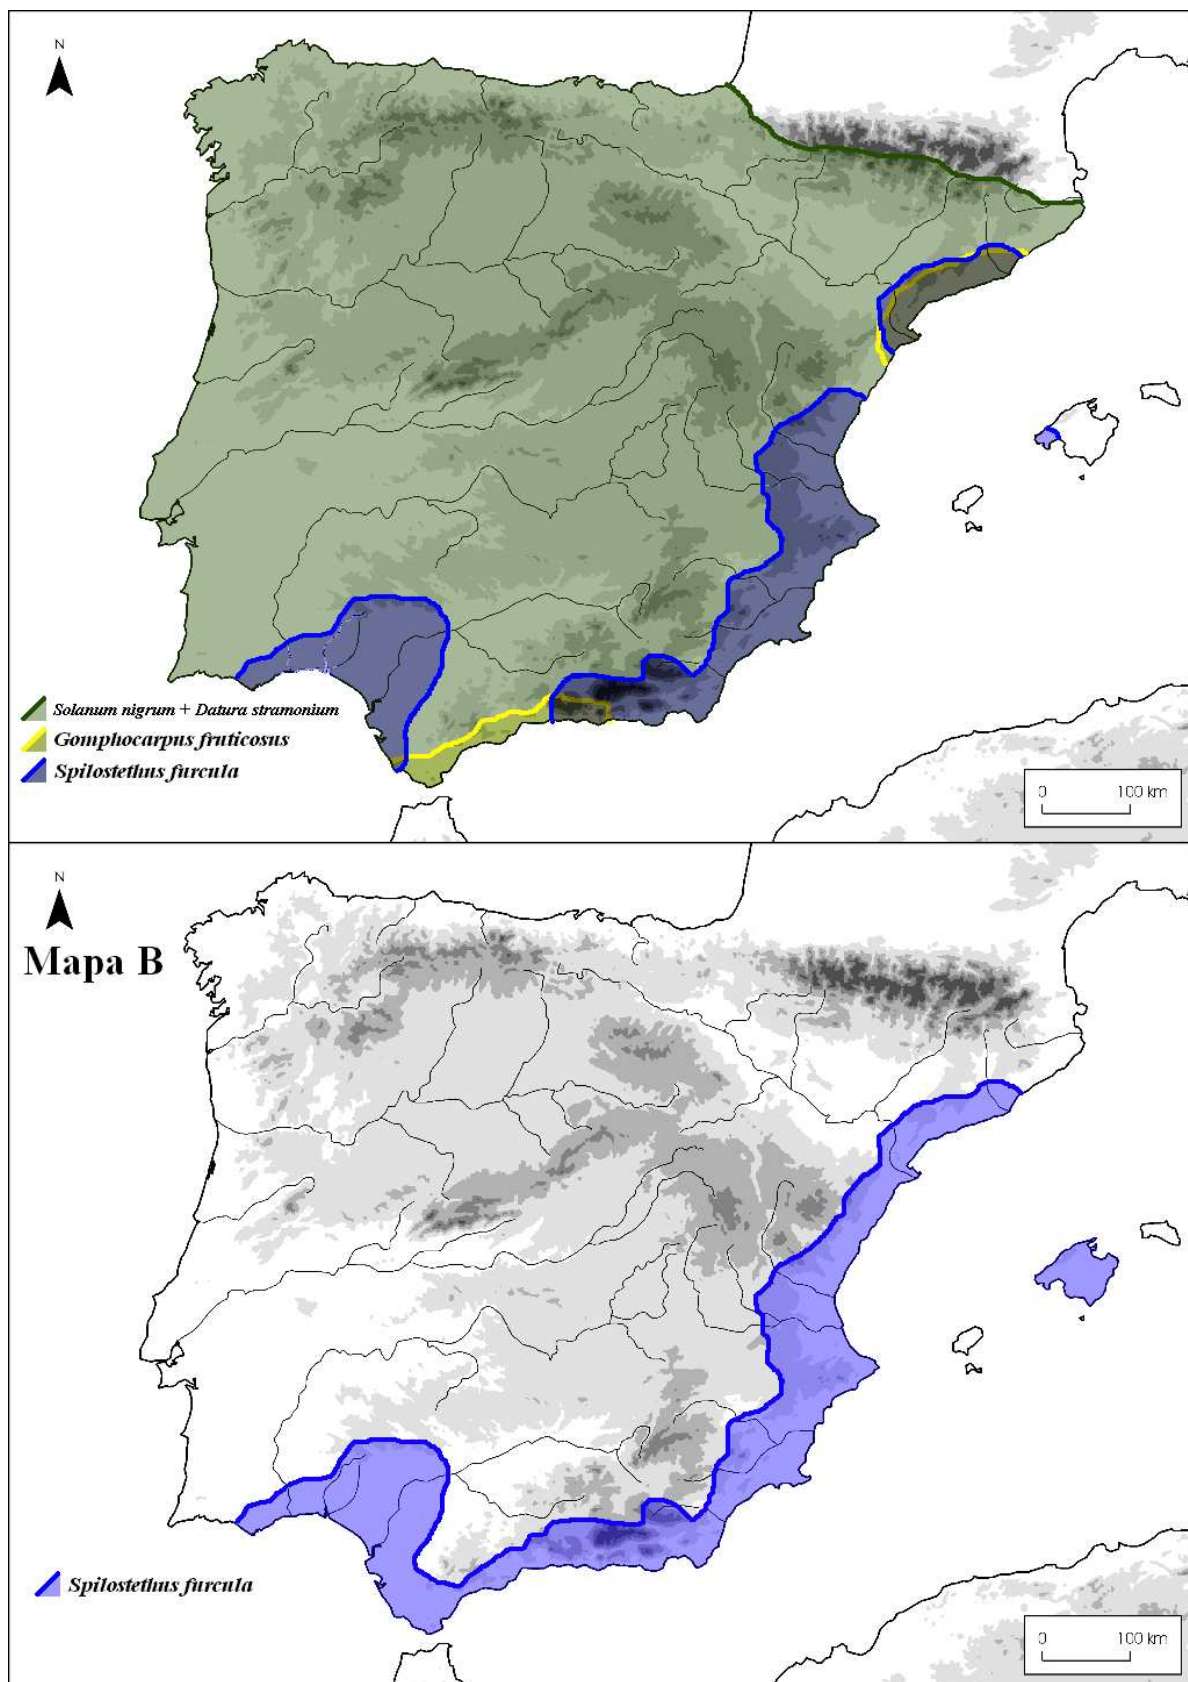 N
Solanum nigrum + Datura stramonium
Gomphocarpus fruticosus
Spilostethus furcula
0 100 km
N
Mapa B
Spilostethus furcula
0 100 km